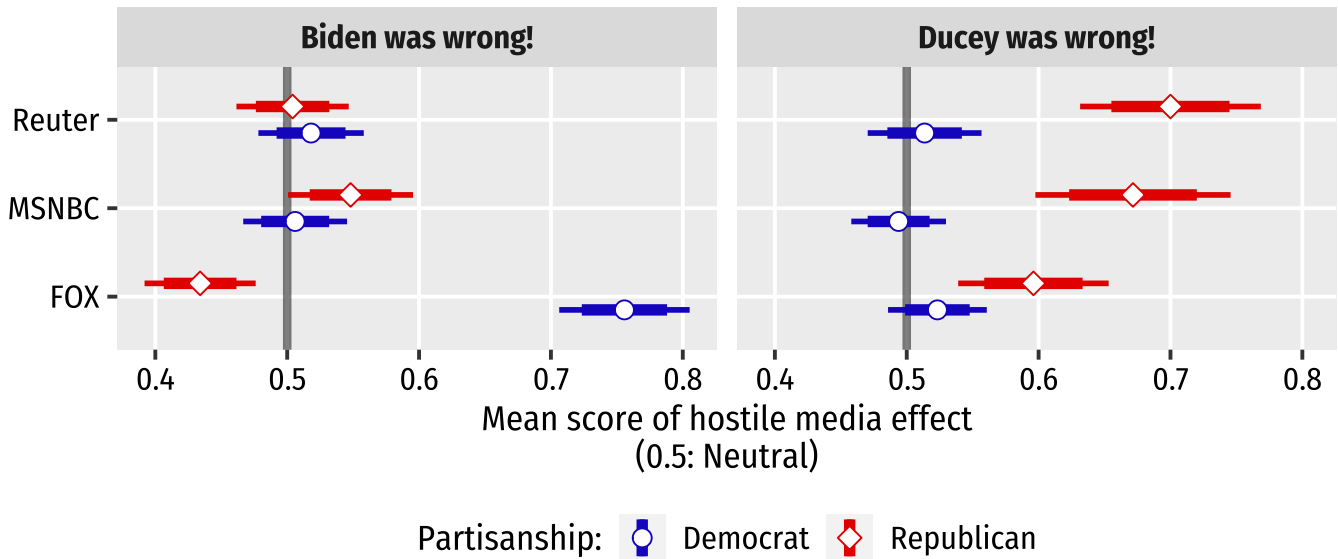 Biden was wrong!
Ducey was wrong!
Reuter
MSNBC
FOX
0.4 0.5 0.6 0.7 0.8
0.4 0.5 0.6 0.7 0.8
Mean score of hostile media effect
(0.5: Neutral)
Partisanship: Democrat Republican